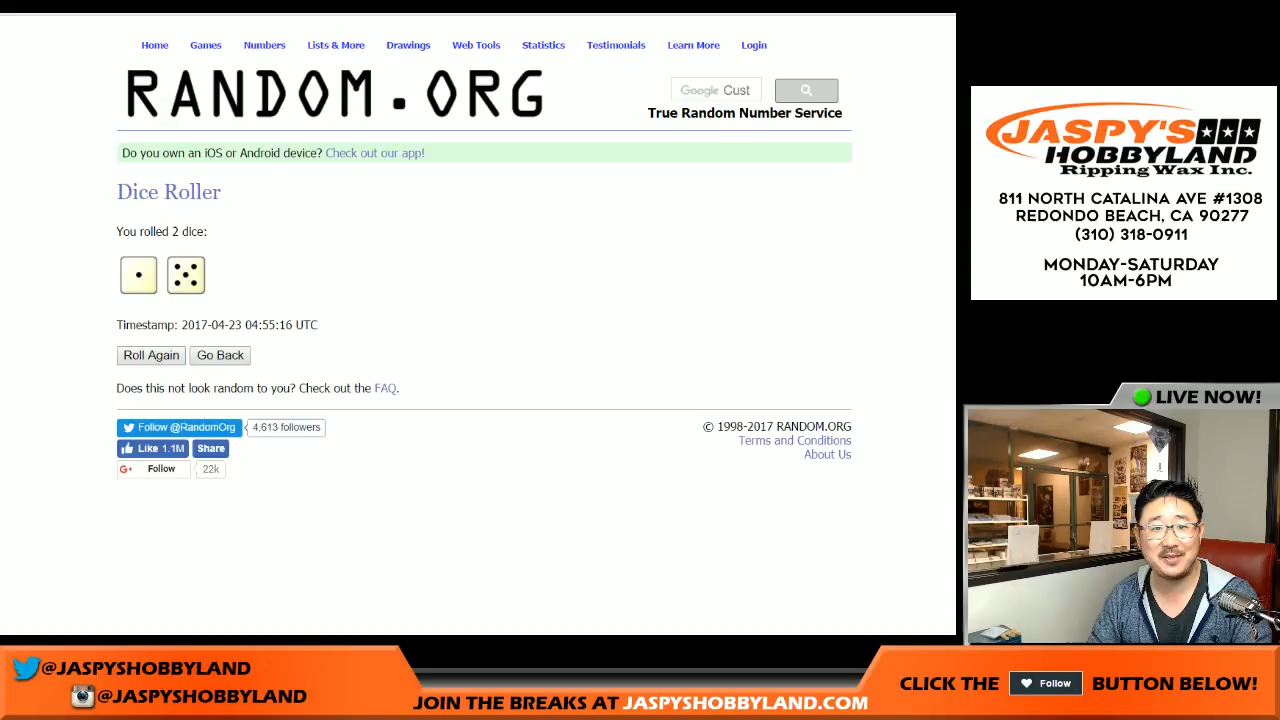 Home Games Numbers Lists & More Drawings Web Tools Statistics Testimonials Learn More Login
RANDOM.ORG
Google Cust
True Random Number Service
Do you own an iOS or Android device? Check out our app!
Dice Roller
You rolled 2 dice:
Timestamp: 2017-04-23 04:55:16 UTC
Roll Again Go Back
Does this not look random to you? Check out the FAQ.
Follow @RandomOrg 4,613 followers
Like 1.1M Share
Follow 22k
© 1998-2017 RANDOM.ORG
Terms and Conditions
About Us
JASPY'S
HOBBYLAND
Ripping Wax Inc.
811 NORTH CATALINA AVE #1308
REDONDO BEACH, CA 90277
(310) 318-0911
MONDAY-SATURDAY
10AM-6PM
LIVE NOW!
@JASPYSHOBBYLAND
@JASPYSHOBBYLAND
JOIN THE BREAKS AT JASPYSHOBBYLAND.COM
CLICK THE Follow BUTTON BELOW!